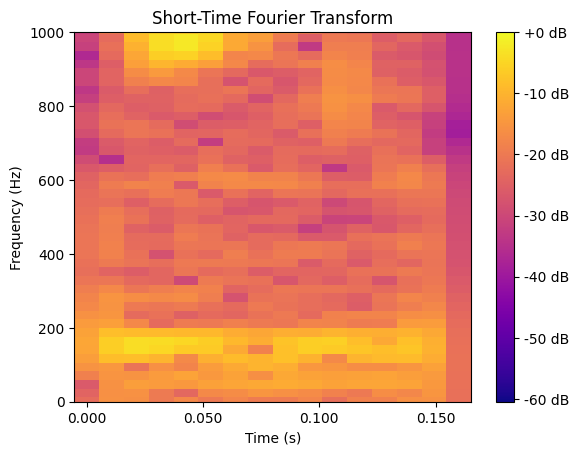 Short-Time Fourier Transform
1000
800
600
400
200
0
Frequency (Hz)
0.000
0.050
0.100
0.150
Time (s)
+0 dB
-10 dB
-20 dB
-30 dB
-40 dB
-50 dB
-60 dB